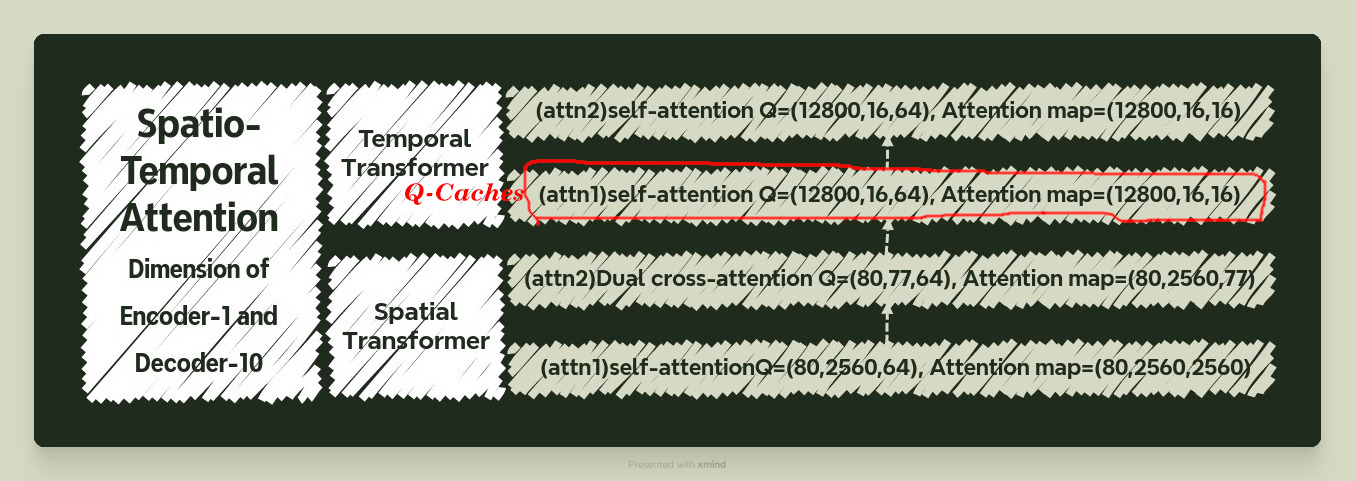 Spatio-
Temporal
Attention
Dimension of
Encoder-1 and
Decoder-10
Temporal
Transformer
Q-Caches
Spatial
Transformer
(attn2)self-attention Q=(12800,16,64), Attention map=(12800,16,16)
(attn1)self-attention Q=(12800,16,64), Attention map=(12800,16,16)
(attn2)Dual cross-attention Q=(80,77,64), Attention map=(80,2560,77)
(attn1)self-attentionQ=(80,2560,64), Attention map=(80,2560,2560)
Presented with xmind